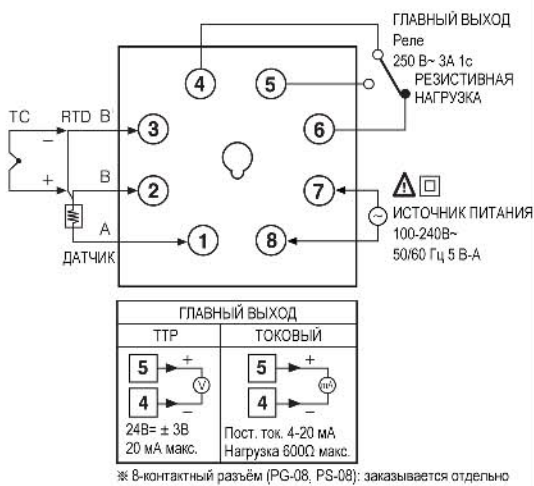 ГЛАВНЫЙ ВЫХОД
Реле
250 В~ 3А 1с
РЕЗИСТИВНАЯ
НАГРУЗКА
4
5
TC
RTD
B'
3
6
−
+
B
2
7
A
1
8
ДАТЧИК
ИСТОЧНИК ПИТАНИЯ
100-240В~
50/60 Гц 5 В-А
ГЛАВНЫЙ ВЫХОД
ТТР
ТОКОВЫЙ
5 + 
4 −
V
24В= ± 3В
20 мА макс.
5 +
4 −
mA
Пост. ток. 4-20 мА
Нагрузка 600Ω макс.
※ 8-контактный разъём (PG-08, PS-08): заказывается отдельно